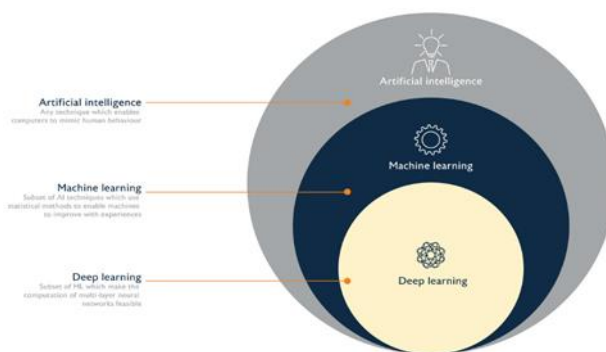 Artificial intelligence
Artificial intelligence
Any technique which enables
computers to mimic human behaviour
Machine learning
Machine learning
Subset of AI techniques which use
statistical methods to enable machines
to improve with experiences
Deep learning
Subset of ML which make the
computation of multi-layer neural
networks feasible
Deep learning